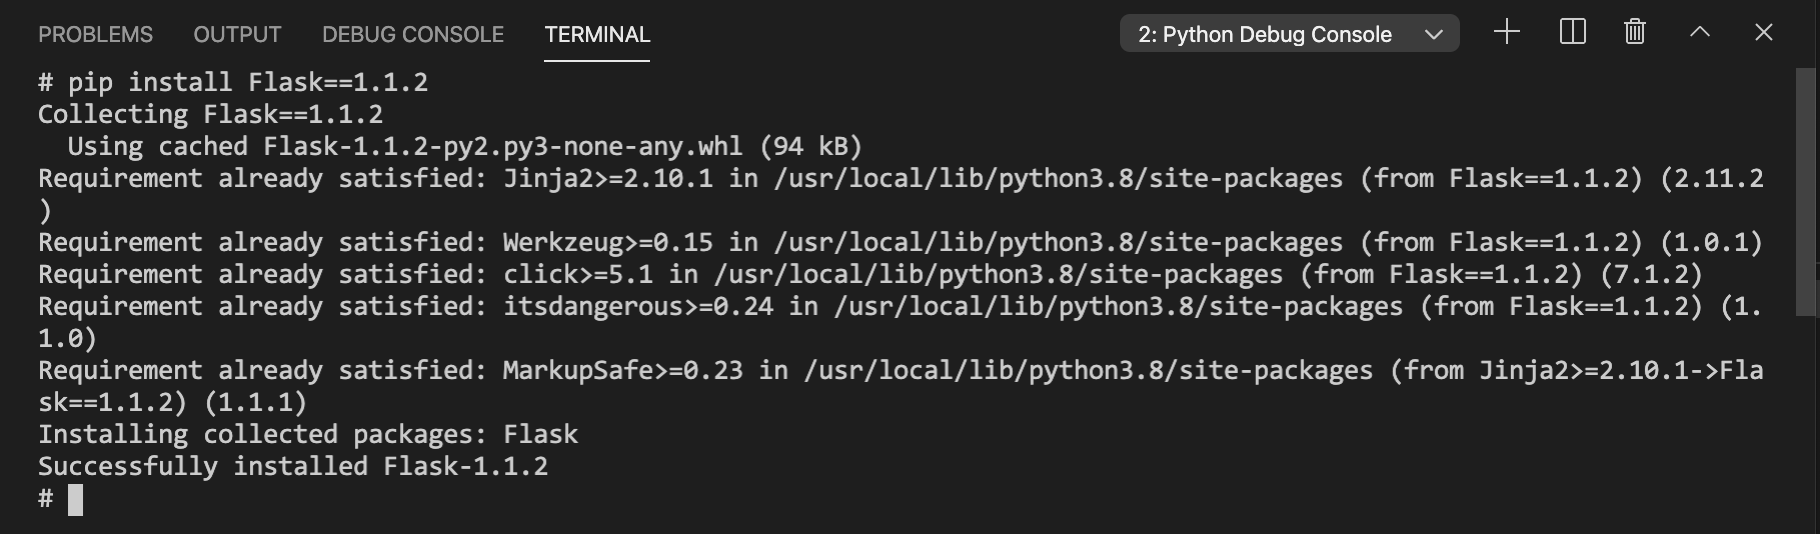 PROBLEMS OUTPUT DEBUG CONSOLE TERMINAL 2: Python Debug Console
# pip install Flask==1.1.2
Collecting Flask==1.1.2
  Using cached Flask-1.1.2-py2.py3-none-any.whl (94 kB)
Requirement already satisfied: Jinja2>=2.10.1 in /usr/local/lib/python3.8/site-packages (from Flask==1.1.2) (2.11.2
)
Requirement already satisfied: Werkzeug>=0.15 in /usr/local/lib/python3.8/site-packages (from Flask==1.1.2) (1.0.1)
Requirement already satisfied: click>=5.1 in /usr/local/lib/python3.8/site-packages (from Flask==1.1.2) (7.1.2)
Requirement already satisfied: itsdangerous>=0.24 in /usr/local/lib/python3.8/site-packages (from Flask==1.1.2) (1.
1.0)
Requirement already satisfied: MarkupSafe>=0.23 in /usr/local/lib/python3.8/site-packages (from Jinja2>=2.10.1->Fla
sk==1.1.2) (1.1.1)
Installing collected packages: Flask
Successfully installed Flask-1.1.2
#